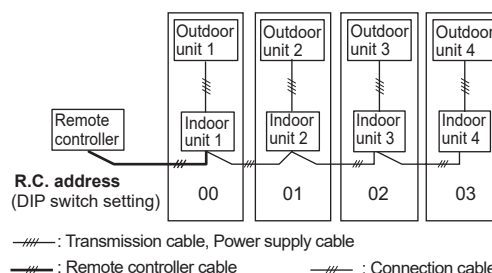 Outdoor unit 1
Outdoor unit 2
Outdoor unit 3
Outdoor unit 4
Remote controller
Indoor unit 1
Indoor unit 2
Indoor unit 3
Indoor unit 4
R.C. address
(DIP switch setting)
00
01
02
03
: Transmission cable, Power supply cable
: Remote controller cable
: Connection cable